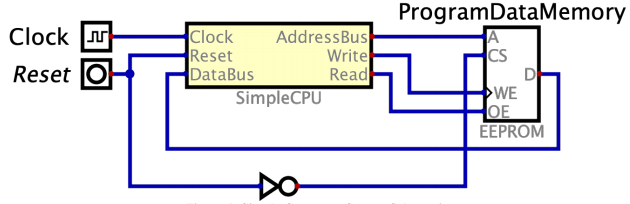 ProgramDataMemory
Clock
Clock
AddressBus
A
Reset
Write
CS
Reset
DataBus
Read
D
WE
SimpleCPU
OE
EEPROM